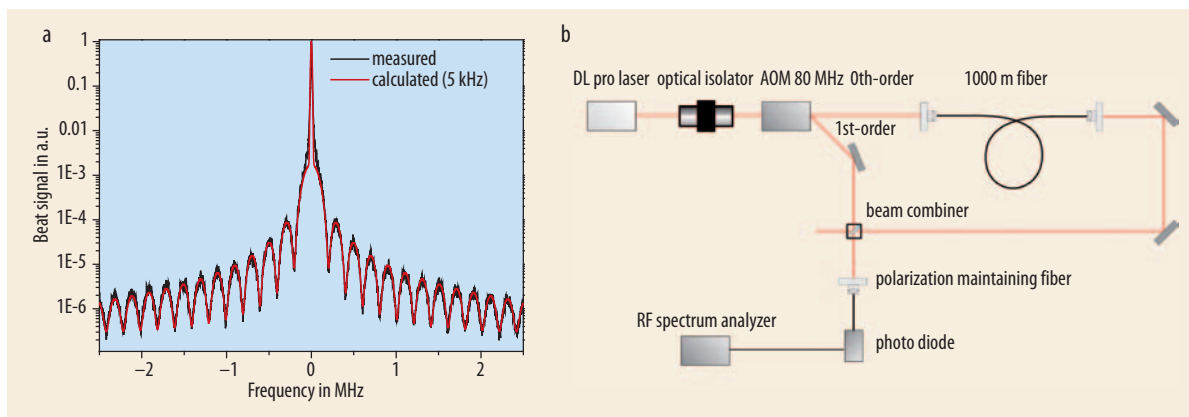 a
Beat signal in a.u.
1
0.1
0.01
1E-3
1E-4
1E-5
1E-6
measured
calculated (5 kHz)
−2
−1
0
1
2
Frequency in MHz
b
DL pro laser
optical isolator
AOM 80 MHz
0th-order
1000 m fiber
1st-order
beam combiner
polarization maintaining fiber
RF spectrum analyzer
photo diode